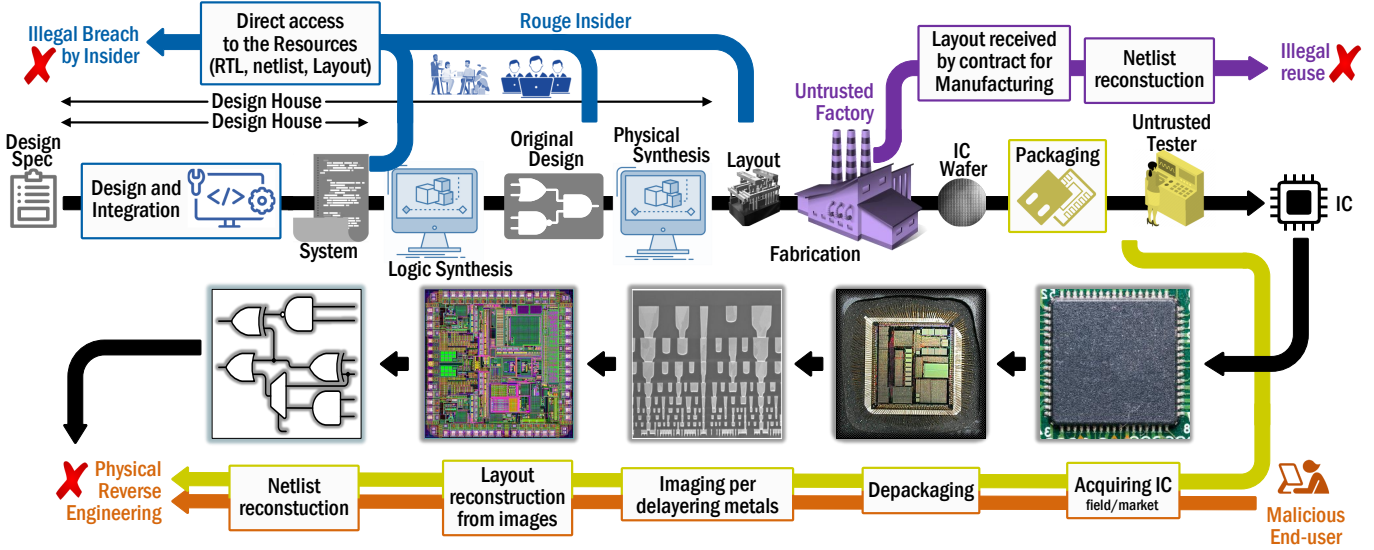 Illegal Breach
by Insider
Direct access
to the Resources
(RTL, netlist, Layout)
Rouge Insider
Layout received
by contract for
Manufacturing
Netlist
reconstuction
Illegal
reuse
Untrusted
Factory
Design House
Design House
Design
Spec
Design and
Integration
</>
System
Logic Synthesis
Original
Design
Physical
Synthesis
Layout
Fabrication
IC
Wafer
Packaging
Untrusted
Tester
IC
Physical
Reverse
Engineering
Netlist
reconstuction
Layout
reconstruction
from images
Imaging per
delayering metals
Depackaging
Acquiring IC
field/market
Malicious
End-user